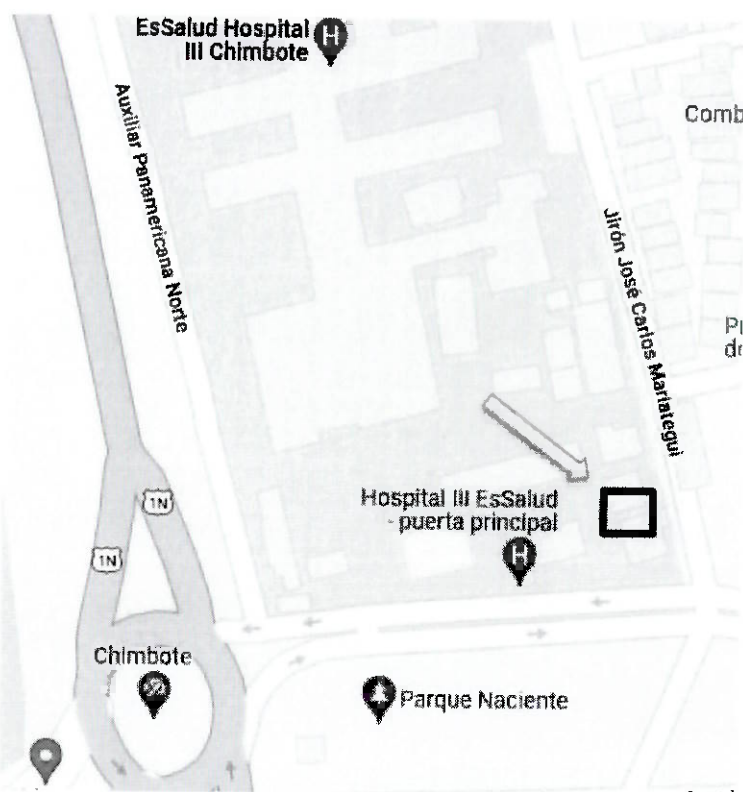 EsSalud Hospital
III Chimbote
Auxiliar Panamericana Norte
Comb
Jirón José Carlos Mariategui
Hospital III EsSalud
- puerta principal
1N
1N
Chimbote
Parque Naciente